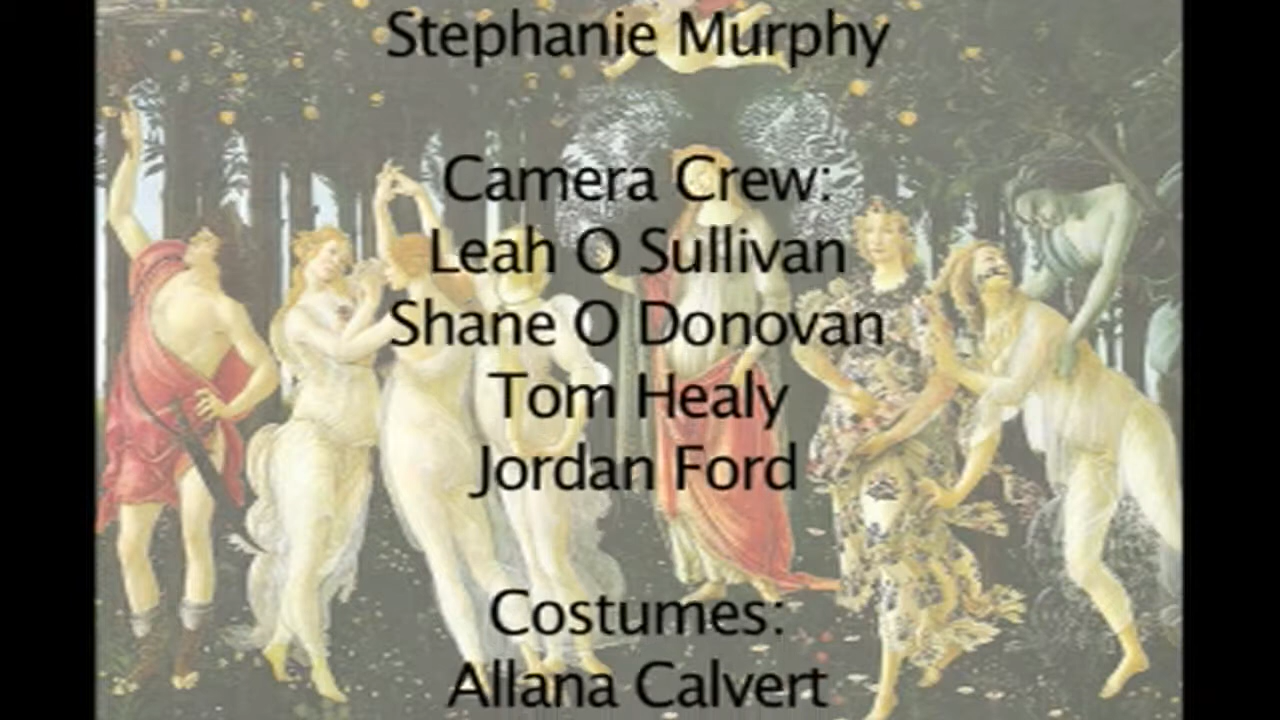 Stephanie Murphy
Camera Crew:
Leah O Sullivan
Shane O Donovan
Tom Healy
Jordan Ford
Costumes:
Allana Calvert